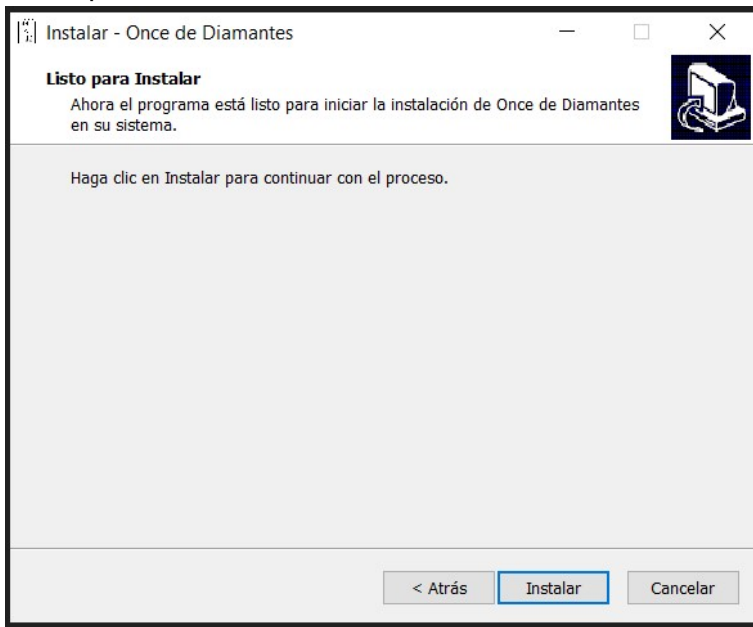 Instalar - Once de Diamantes
Listo para Instalar
Ahora el programa está listo para iniciar la instalación de Once de Diamantes
en su sistema.
Haga clic en Instalar para continuar con el proceso.
< Atrás
Instalar
Cancelar